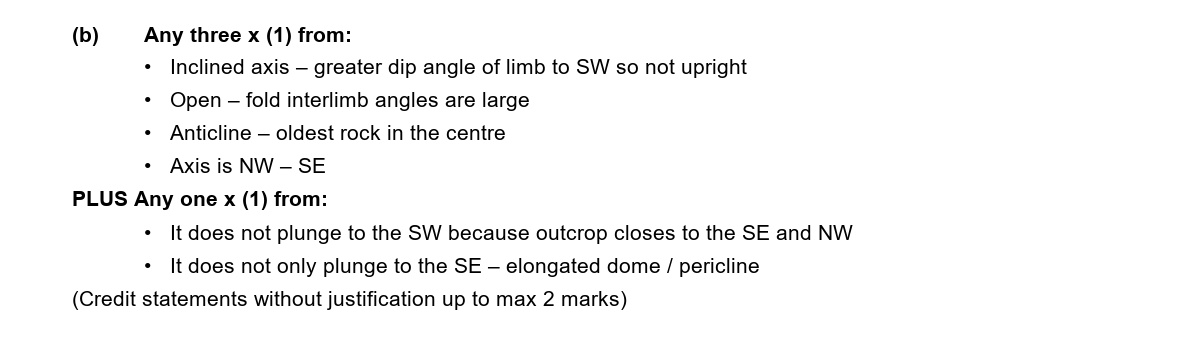 (b) Any three x (1) from:
• Inclined axis – greater dip angle of limb to SW so not upright
• Open – fold interlimb angles are large
• Anticline – oldest rock in the centre
• Axis is NW – SE
PLUS Any one x (1) from:
• It does not plunge to the SW because outcrop closes to the SE and NW
• It does not only plunge to the SE – elongated dome / pericline
(Credit statements without justification up to max 2 marks)